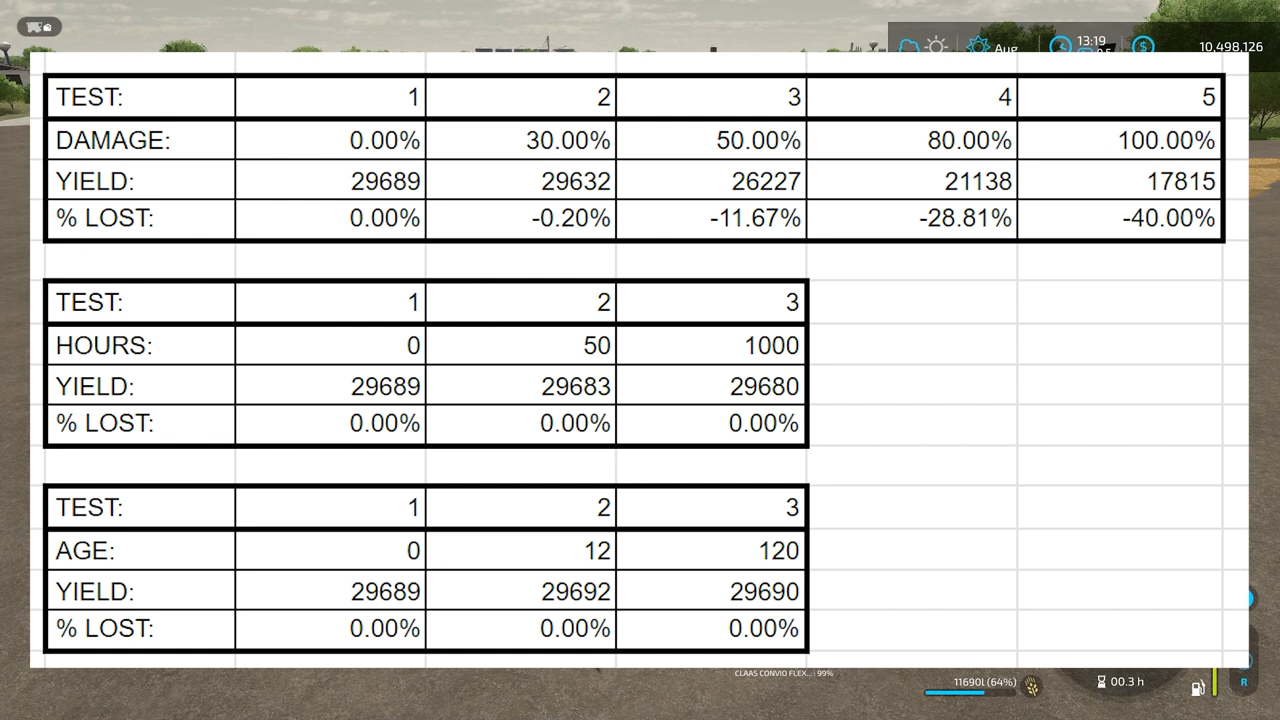 Aug 13:19 10,498,126
TEST: 1 2 3 4 5
DAMAGE: 0.00% 30.00% 50.00% 80.00% 100.00%
YIELD: 29689 29632 26227 21138 17815
% LOST: 0.00% -0.20% -11.67% -28.81% -40.00%
TEST: 1 2 3
HOURS: 0 50 1000
YIELD: 29689 29683 29680
% LOST: 0.00% 0.00% 0.00%
TEST: 1 2 3
AGE: 0 12 120
YIELD: 29689 29692 29690
% LOST: 0.00% 0.00% 0.00%
CLAAS CONVIO FLEX... : 99%
11690l (64%) 00.3 h R